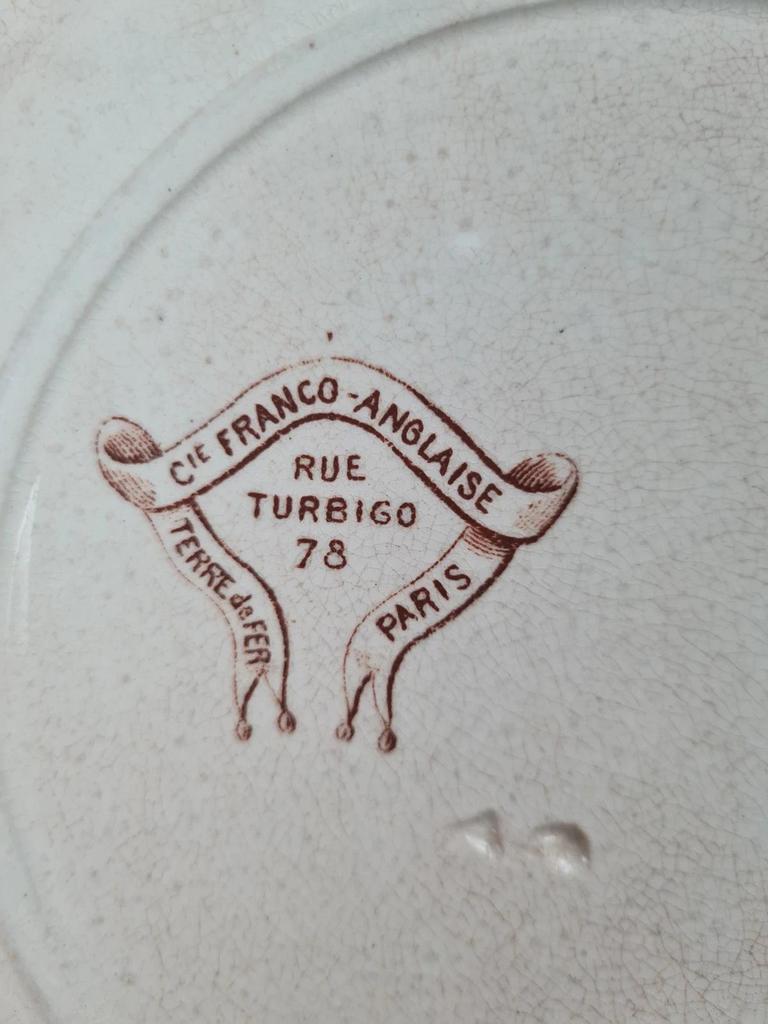 Cie FRANCO-ANGLAISE
RUE
TURBIGO
78
TERRE de FER
PARIS